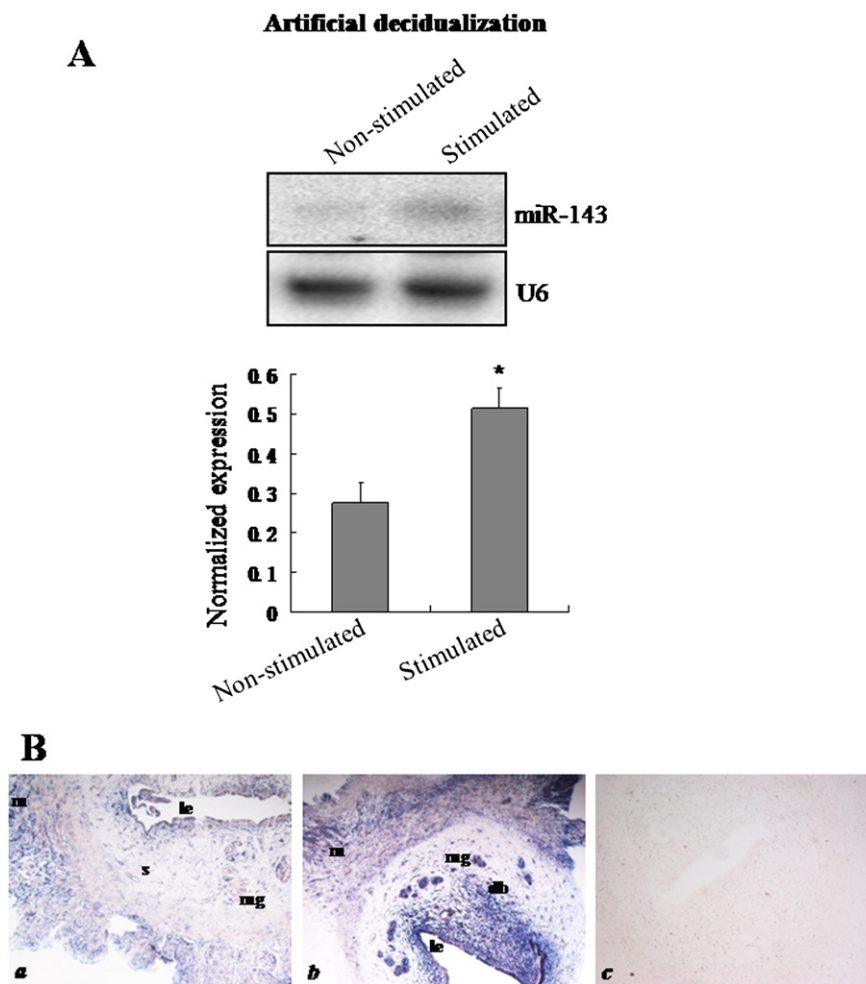 Artificial decidualization
A
Non-stimulated
Stimulated
miR-143
U6
Normalized expression
0.6
0.5
0.4
0.3
0.2
0.1
0
*
Non-stimulated
Stimulated
B
m
le
s
mg
a
m
mg
db
le
b
c